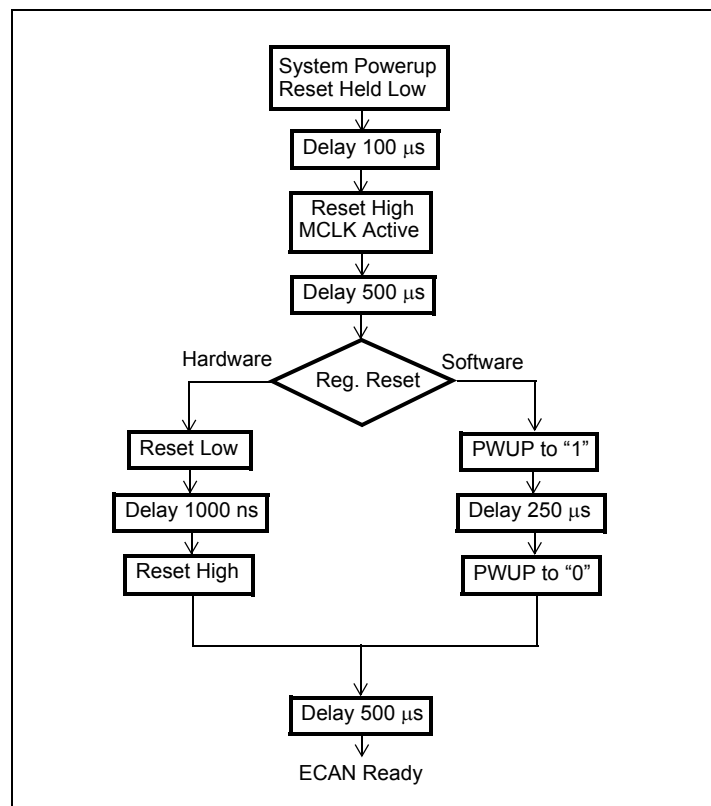 System Powerup
Reset Held Low
Delay 100 μs
Reset High
MCLK Active
Delay 500 μs
Hardware
Software
Reg. Reset
Reset Low
PWUP to “1”
Delay 1000 ns
Delay 250 μs
Reset High
PWUP to “0”
Delay 500 μs
ECAN Ready